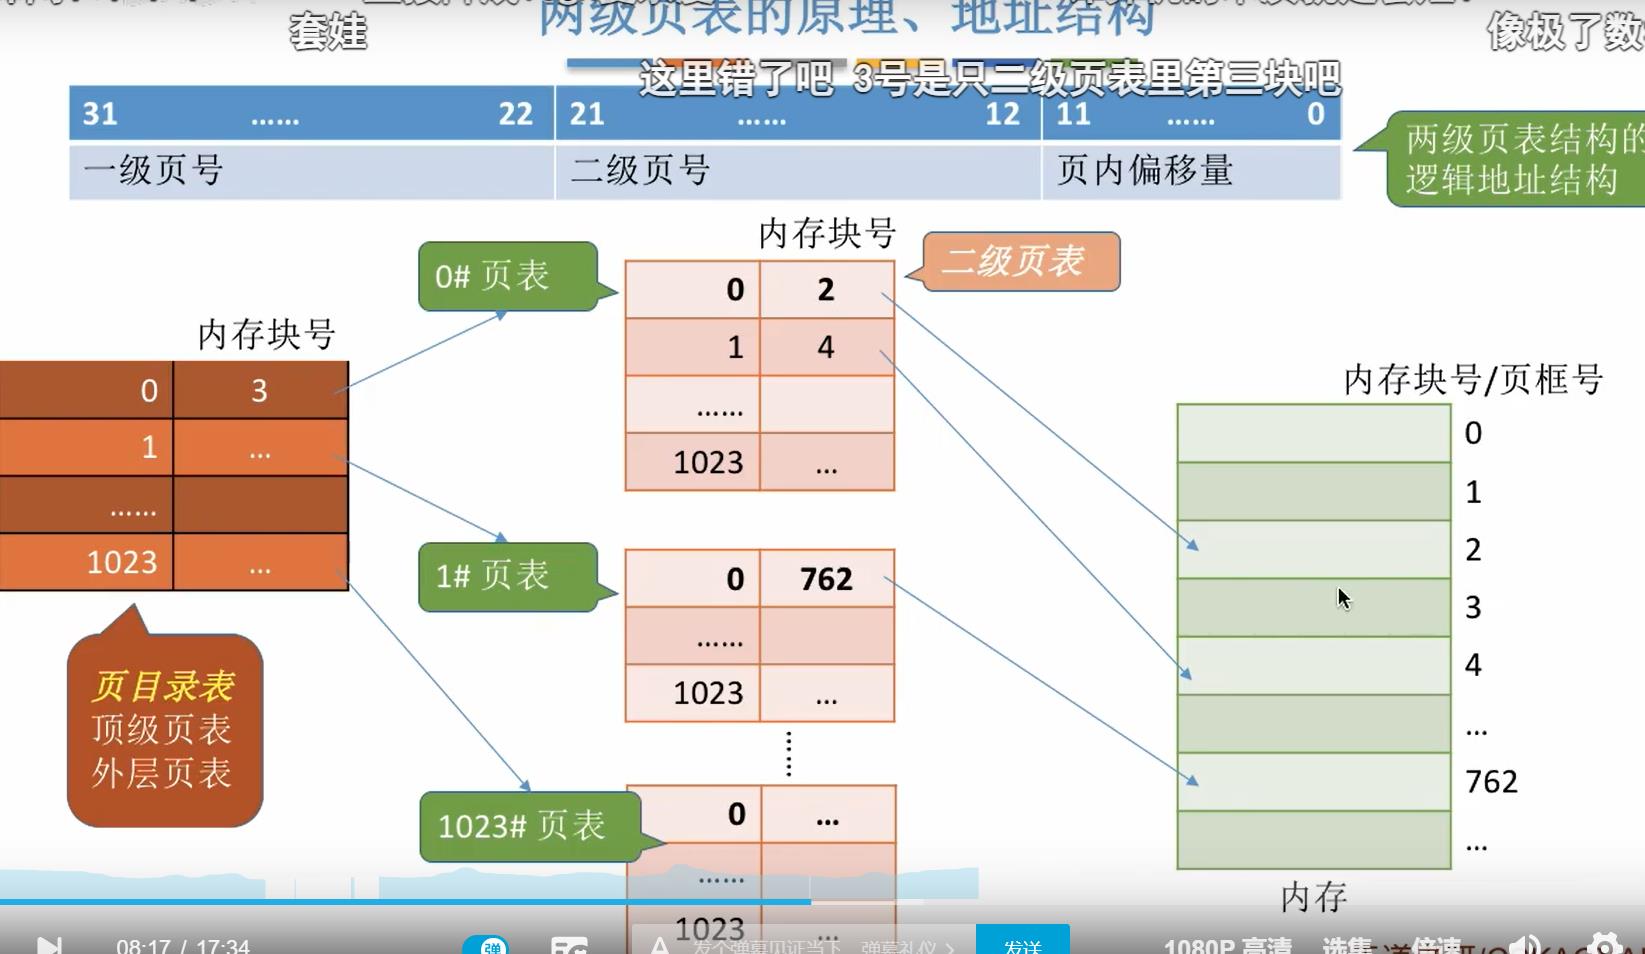 两级页表的原理、地址结构
套娃
像极了数
这里错了吧 3号是只二级页表里第三块吧
31 …… 22 21 …… 12 11 …… 0
一级页号 二级页号 页内偏移量
两级页表结构的
逻辑地址结构
内存块号
0 3
1 ...
……
1023 ...
页目录表
顶级页表
外层页表
0# 页表
内存块号
二级页表
0 2
1 4
……
1023 ...
1# 页表
0 762
……
1023 ...
1023# 页表
0 ...
……
1023 ...
内存块号/页框号
0
1
2
3
4
...
762
...
内存
08:17 / 17:34
弹
发个弹幕见证当下
弹幕礼仪 >
发送
1080P 高清
选集
倍速